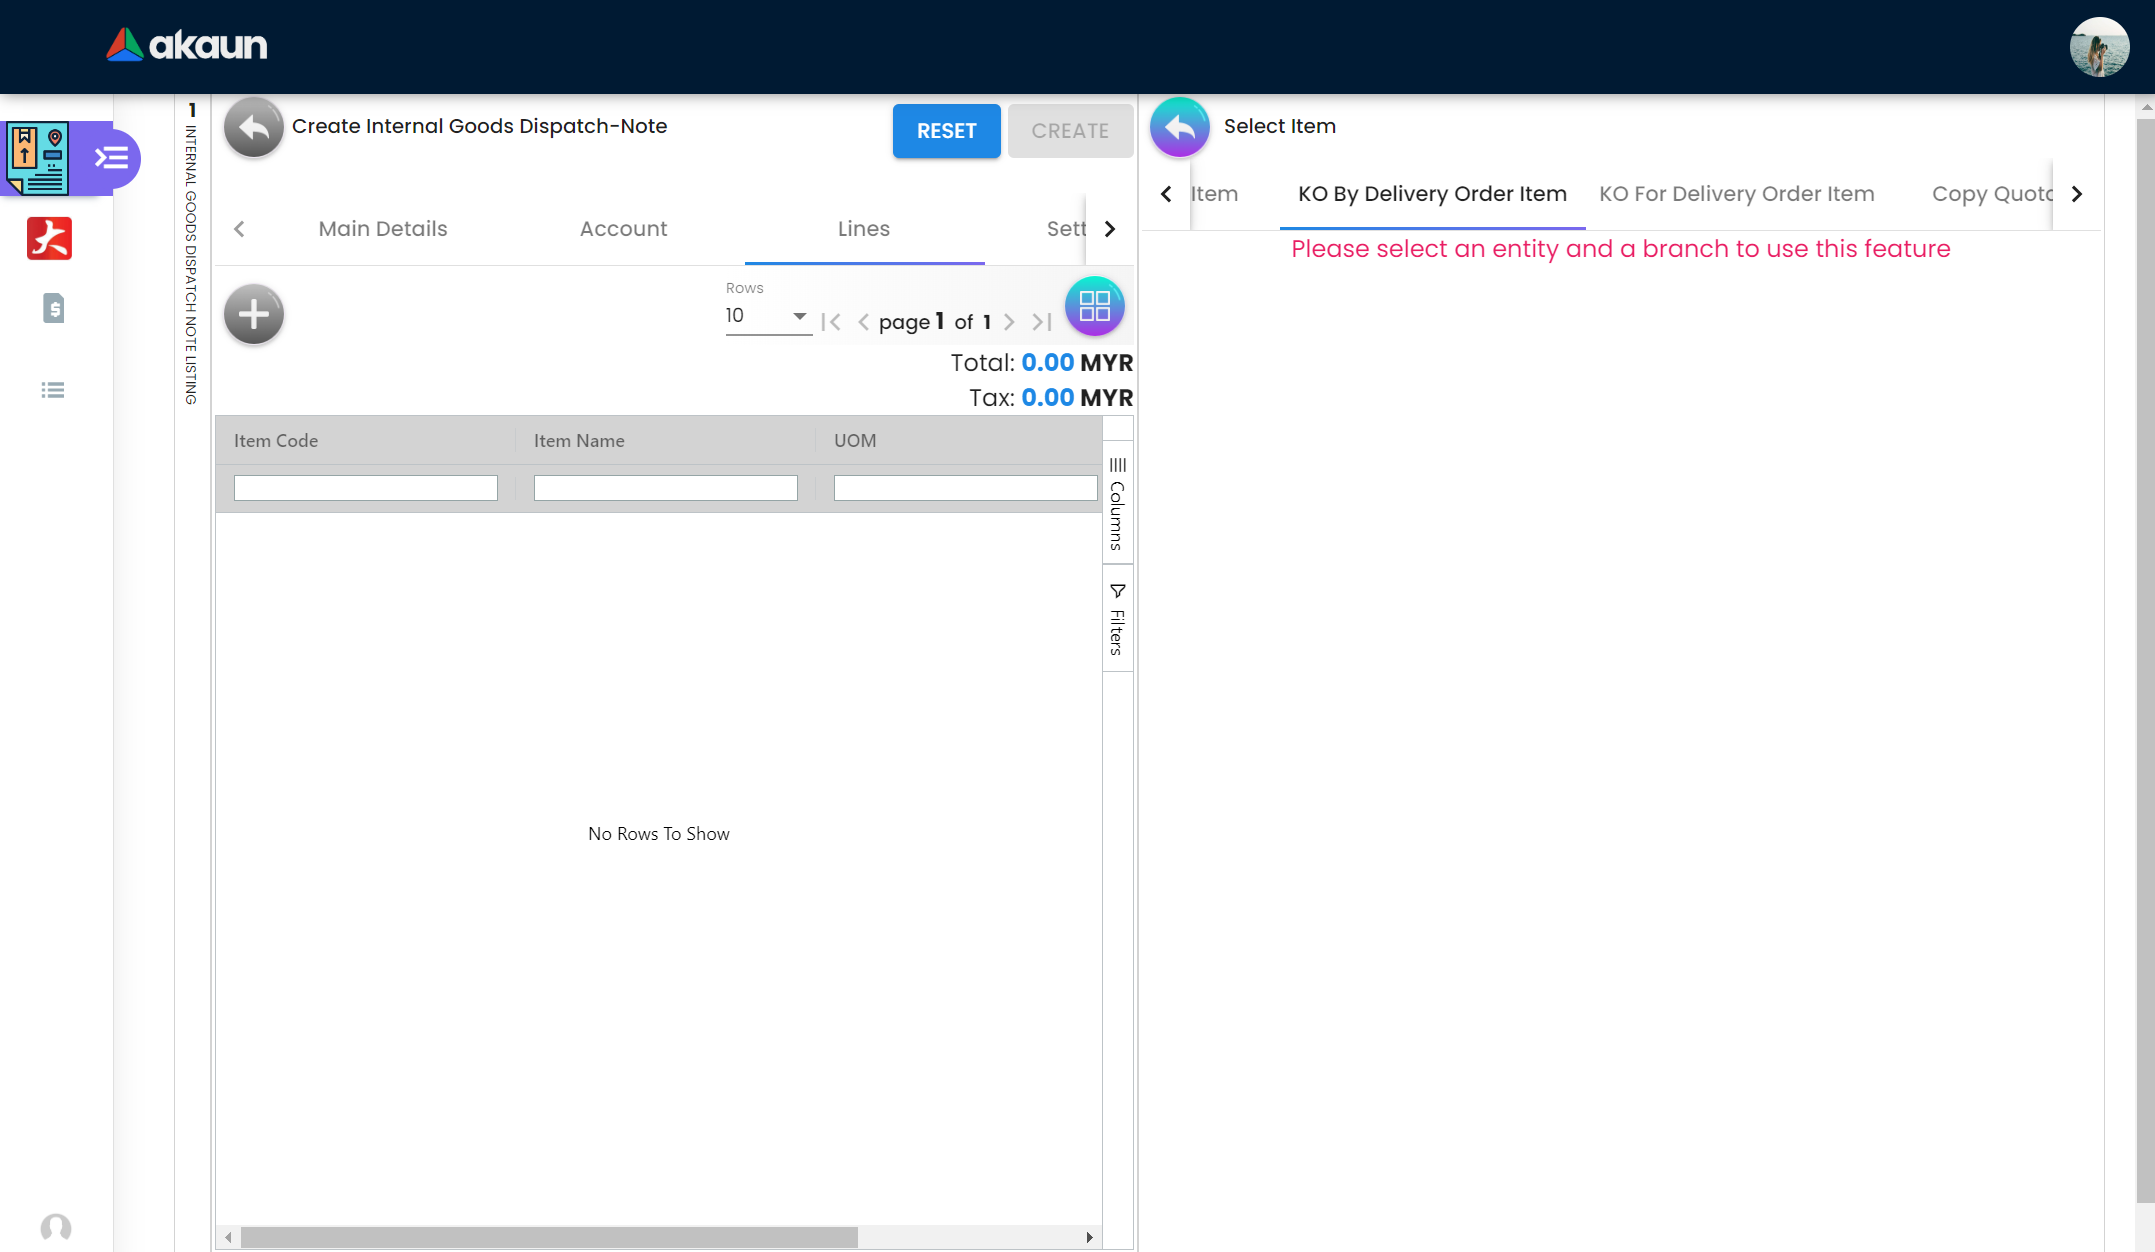 akaun
1 INTERNAL GOODS DISPATCH NOTE LISTING
Create Internal Goods Dispatch-Note
RESET
CREATE
Main Details
Account
Lines
Sett
Rows
10
page 1 of 1
Total: 0.00 MYR
Tax: 0.00 MYR
Item Code
Item Name
UOM
Columns
Filters
No Rows To Show
Select Item
Item
KO By Delivery Order Item
KO For Delivery Order Item
Copy Quot
Please select an entity and a branch to use this feature